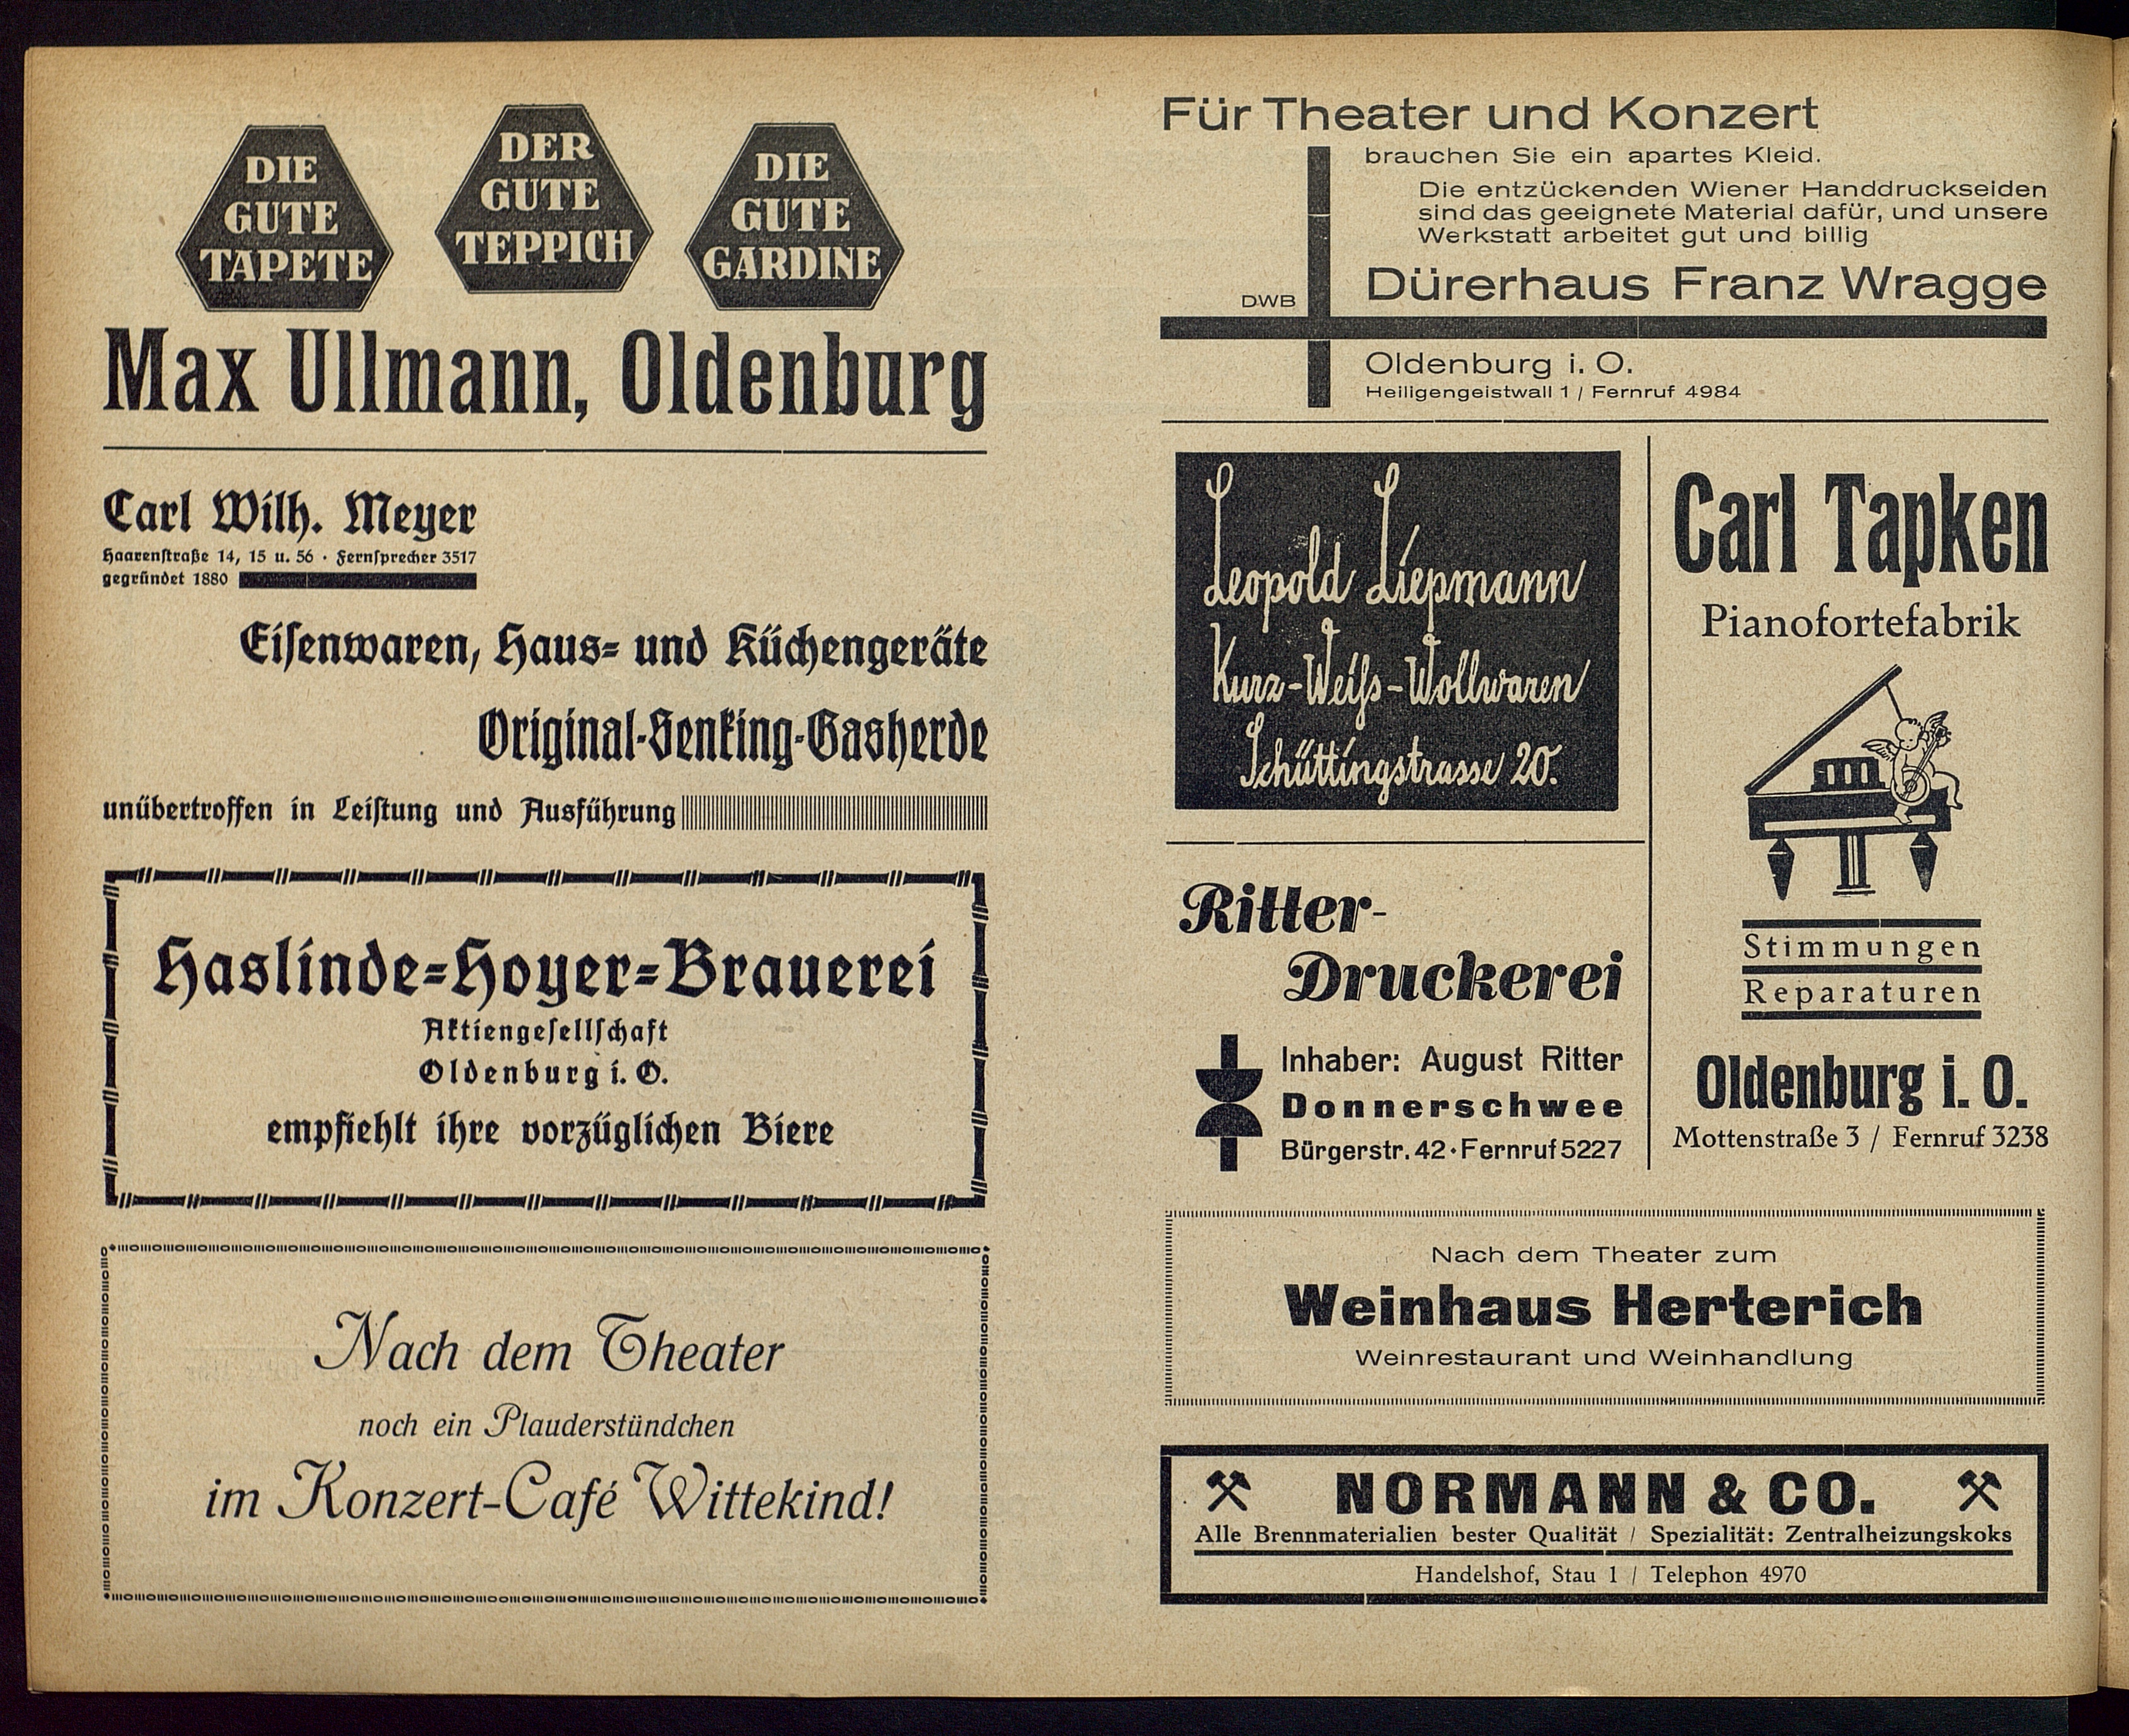 DIE
GUTE
TAPETE
DER
GUTE
TEPPICH
DIE
GUTE
GARDINE
Max Ullmann, Oldenburg
Carl Wilh. Meyer
Haarenſtraße 14, 15 u. 56 · Fernſprecher 3517
gegründet 1880
Eiſenwaren, Haus- und Küchengeräte
Original-Senking-Gasherde
unübertroffen in Leiſtung und Ausführung
Haslinde-Hoyer-Brauerei
Aktiengeſellſchaft
Oldenburg i. O.
empfiehlt ihre vorzüglichen Biere
Nach dem Theater
noch ein Plauderstündchen
im Konzert-Café Wittekind!
Für Theater und Konzert
brauchen Sie ein apartes Kleid.
Die entzückenden Wiener Handdruckseiden
sind das geeignete Material dafür, und unsere
Werkstatt arbeitet gut und billig
DWB
Dürerhaus Franz Wragge
Oldenburg i. O.
Heiligengeistwall 1 / Fernruf 4984
Leopold Liepmann
Kurz-Weiſs-Wollwaren
Schüttingstrasse 20.
Ritter-
Druckerei
Inhaber: August Ritter
Donnerschwee
Bürgerstr. 42 · Fernruf 5227
Carl Tapken
Pianofortefabrik
Stimmungen
Reparaturen
Oldenburg i. O.
Mottenstraße 3 / Fernruf 3238
Nach dem Theater zum
Weinhaus Herterich
Weinrestaurant und Weinhandlung
NORMANN & CO.
Alle Brennmaterialien bester Qualität / Spezialität: Zentralheizungskoks
Handelshof, Stau 1 / Telephon 4970